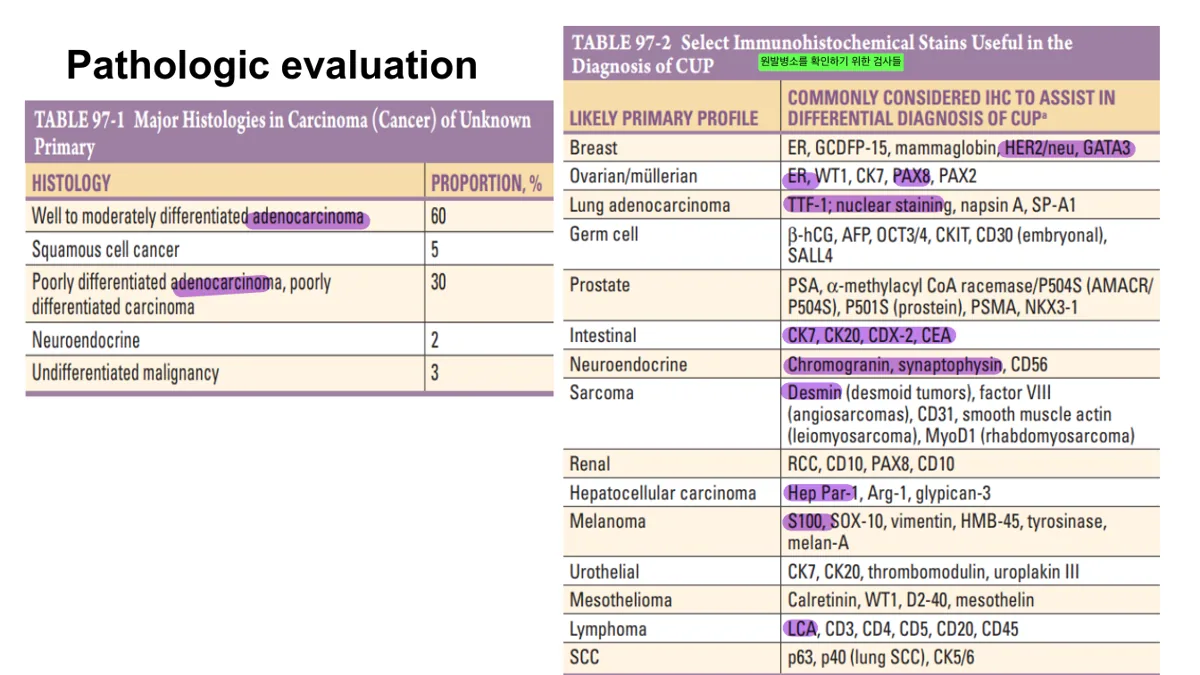 Pathologic evaluation
TABLE 97-1 Major Histologies in Carcinoma (Cancer) of Unknown
Primary
HISTOLOGY PROPORTION, %
Well to moderately differentiated adenocarcinoma 60
Squamous cell cancer 5
Poorly differentiated adenocarcinoma, poorly 30
differentiated carcinoma
Neuroendocrine 2
Undifferentiated malignancy 3
TABLE 97-2 Select Immunohistochemical Stains Useful in the
Diagnosis of CUP
원발병소를 확인하기 위한 검사들
LIKELY PRIMARY PROFILE
COMMONLY CONSIDERED IHC TO ASSIST IN
DIFFERENTIAL DIAGNOSIS OF CUPª
Breast ER, GCDFP-15, mammaglobin, HER2/neu, GATA3
Ovarian/müllerian ER, WT1, CK7, PAX8, PAX2
Lung adenocarcinoma TTF-1; nuclear staining, napsin A, SP-A1
Germ cell β-hCG, AFP, OCT3/4, CKIT, CD30 (embryonal),
SALL4
Prostate PSA, α-methylacyl CoA racemase/P504S (AMACR/
P504S), P501S (prostein), PSMA, NKX3-1
Intestinal CK7, CK20, CDX-2, CEA
Neuroendocrine Chromogranin, synaptophysin, CD56
Sarcoma Desmin (desmoid tumors), factor VIII
(angiosarcomas), CD31, smooth muscle actin
(leiomyosarcoma), MyoD1 (rhabdomyosarcoma)
Renal RCC, CD10, PAX8, CD10
Hepatocellular carcinoma Hep Par-1, Arg-1, glypican-3
Melanoma S100, SOX-10, vimentin, HMB-45, tyrosinase,
melan-A
Urothelial CK7, CK20, thrombomodulin, uroplakin III
Mesothelioma Calretinin, WT1, D2-40, mesothelin
Lymphoma LCA, CD3, CD4, CD5, CD20, CD45
SCC p63, p40 (lung SCC), CK5/6